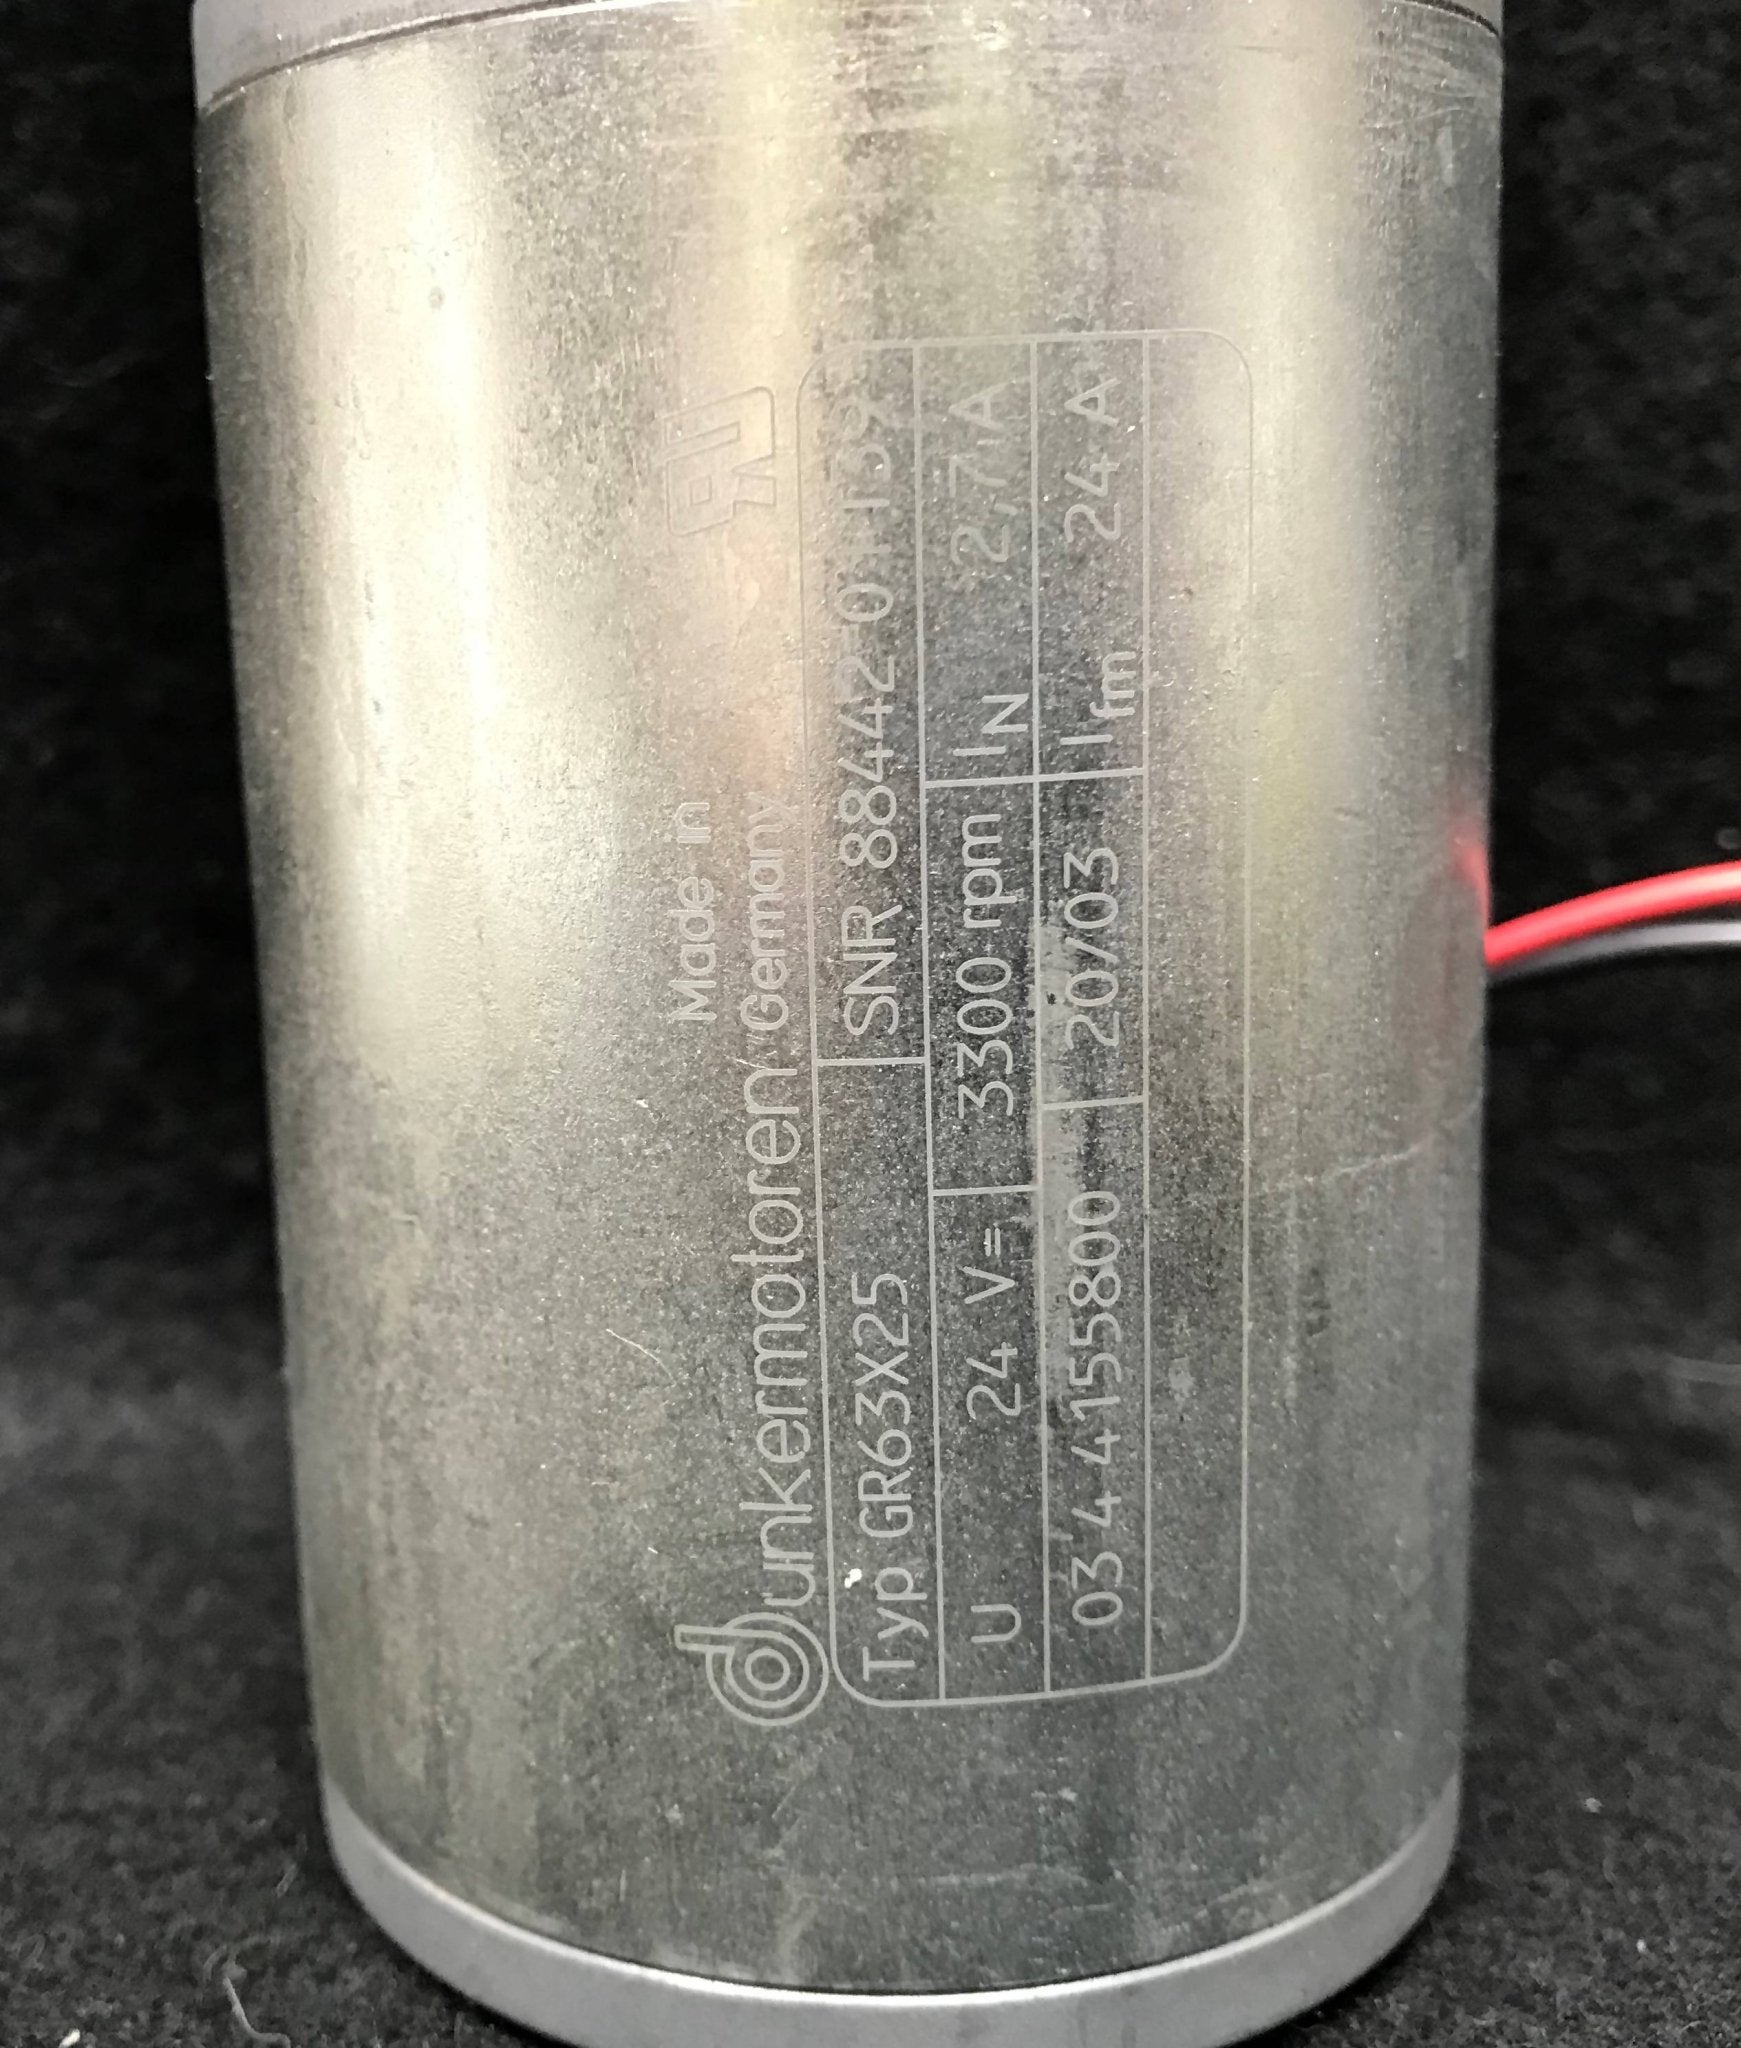 Made in
dunkermotoren Germany
Typ GR63X25 SNR 88442 01139
U 24 V= 3300 rpm IN 2,7 A
03 4 4155800 20/03 Ifm 24 A